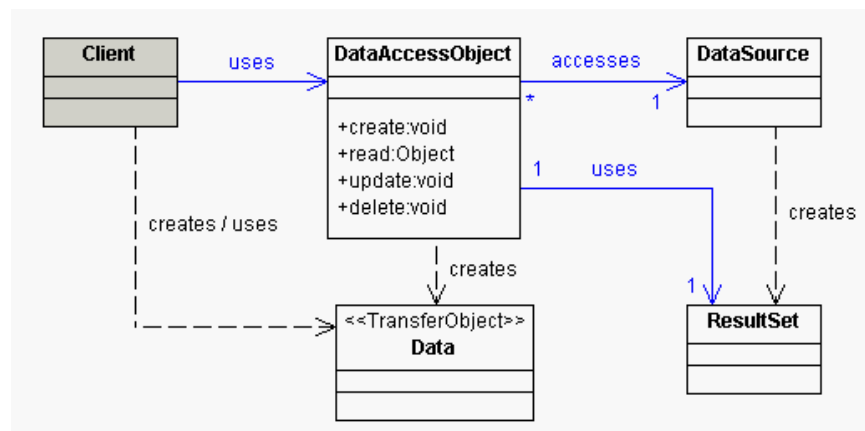 Client
uses
DataAccessObject
accesses
DataSource
*
1
+create:void
+read:Object
+update:void
+delete:void
1
uses
creates / uses
creates
creates
1
<<TransferObject>>
Data
ResultSet